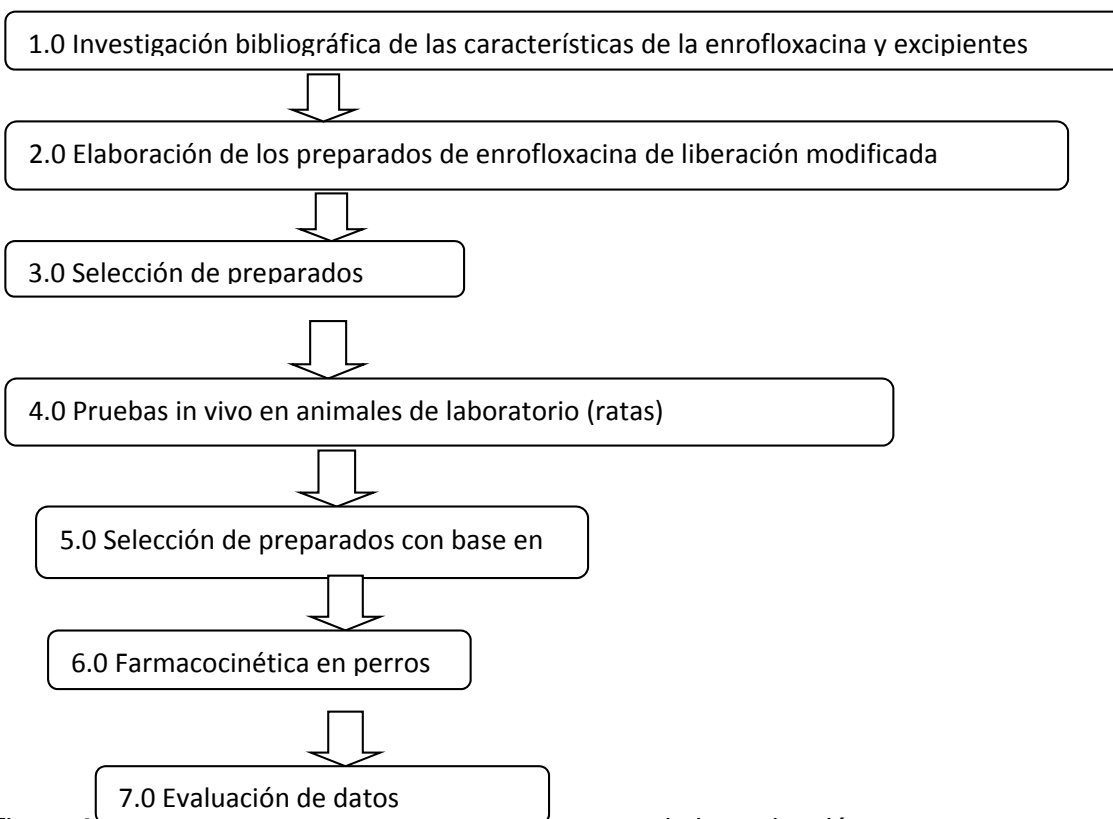 1.0 Investigación bibliográfica de las características de la enrofloxacina y excipientes
2.0 Elaboración de los preparados de enrofloxacina de liberación modificada
3.0 Selección de preparados
4.0 Pruebas in vivo en animales de laboratorio (ratas)
5.0 Selección de preparados con base en
6.0 Farmacocinética en perros
7.0 Evaluación de datos